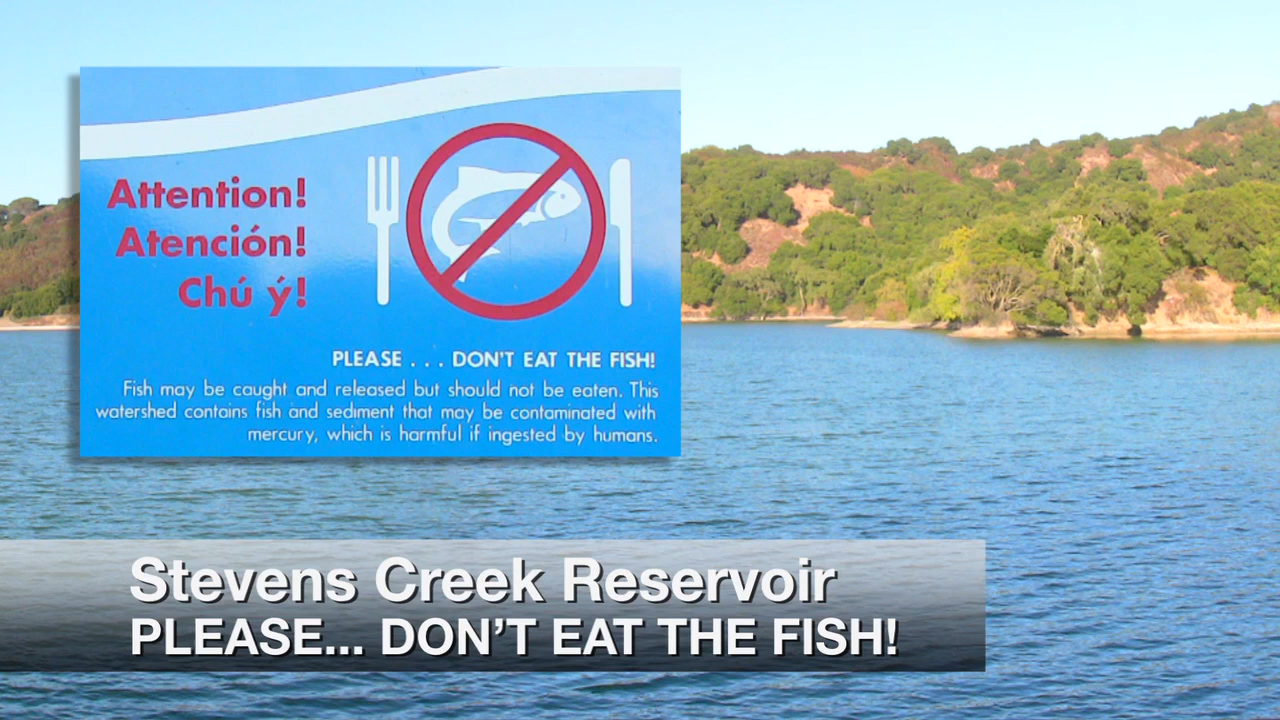 Attention!
Atención!
Chú ý!
PLEASE . . . DON'T EAT THE FISH!
Fish may be caught and released but should not be eaten. This
watershed contains fish and sediment that may be contaminated with
mercury, which is harmful if ingested by humans.
Stevens Creek Reservoir
PLEASE... DON'T EAT THE FISH!